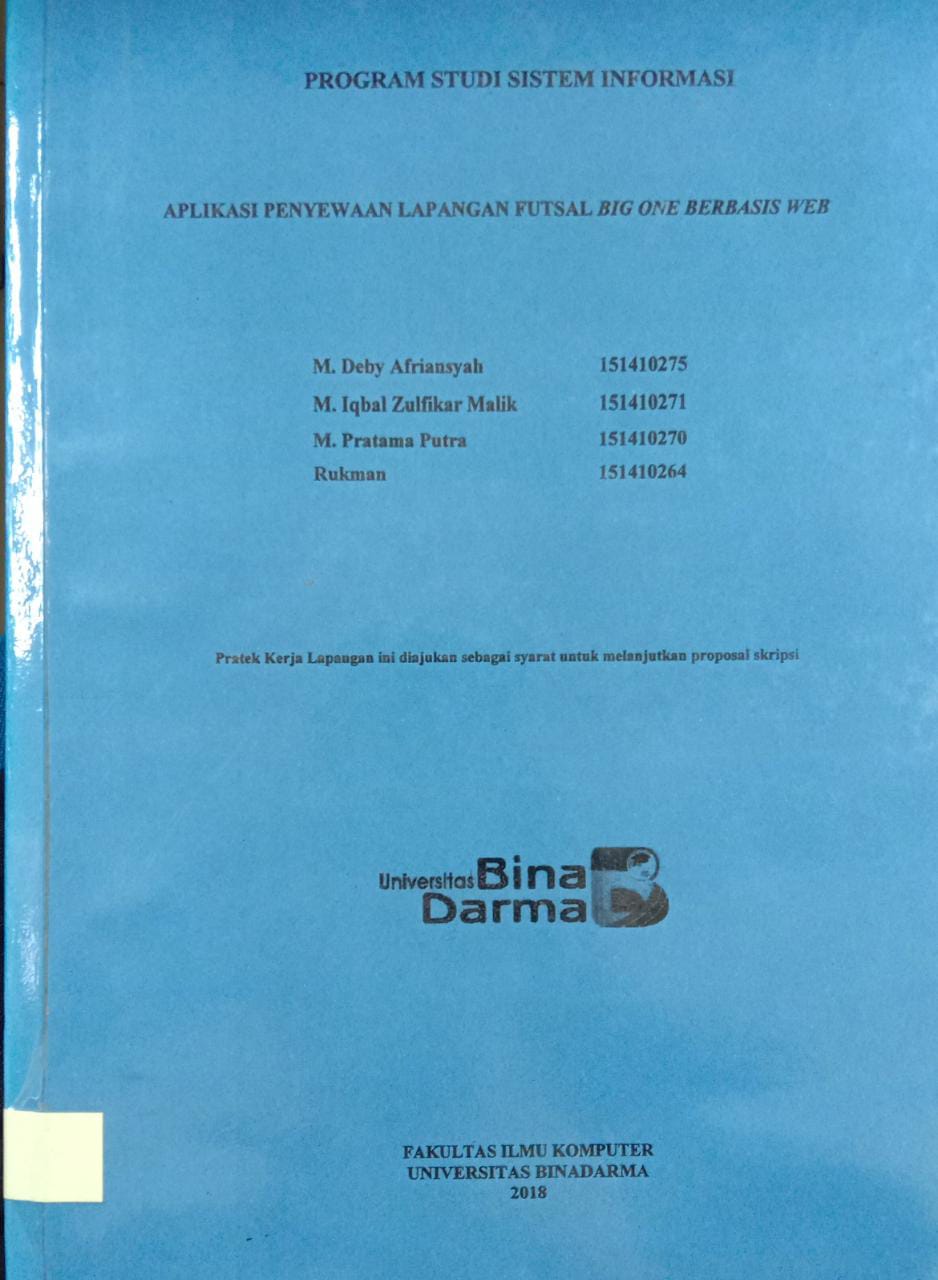 PROGRAM STUDI SISTEM INFORMASI
APLIKASI PENYEWAAN LAPANGAN FUTSAL BIG ONE BERBASIS WEB
M. Deby Afriansyah 151410275
M. Iqbal Zulfikar Malik 151410271
M. Pratama Putra 151410270
Rukman 151410264
Pratek Kerja Lapangan ini diajukan sebagai syarat untuk melanjutkan proposal skripsi
Universitas Bina
Darma
FAKULTAS ILMU KOMPUTER
UNIVERSITAS BINADARMA
2018